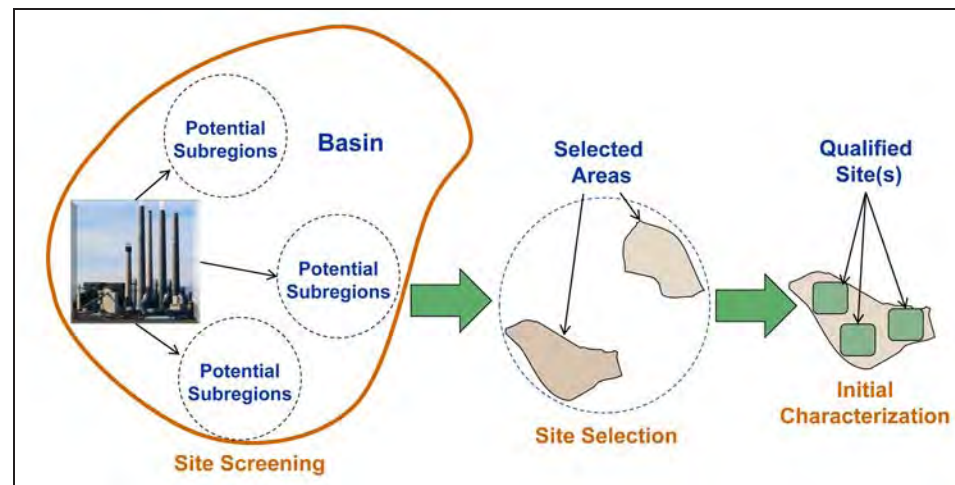 Potential
Subregions
Basin
Potential
Subregions
Potential
Subregions
Site Screening
Selected
Areas
Site Selection
Qualified
Site(s)
Initial
Characterization